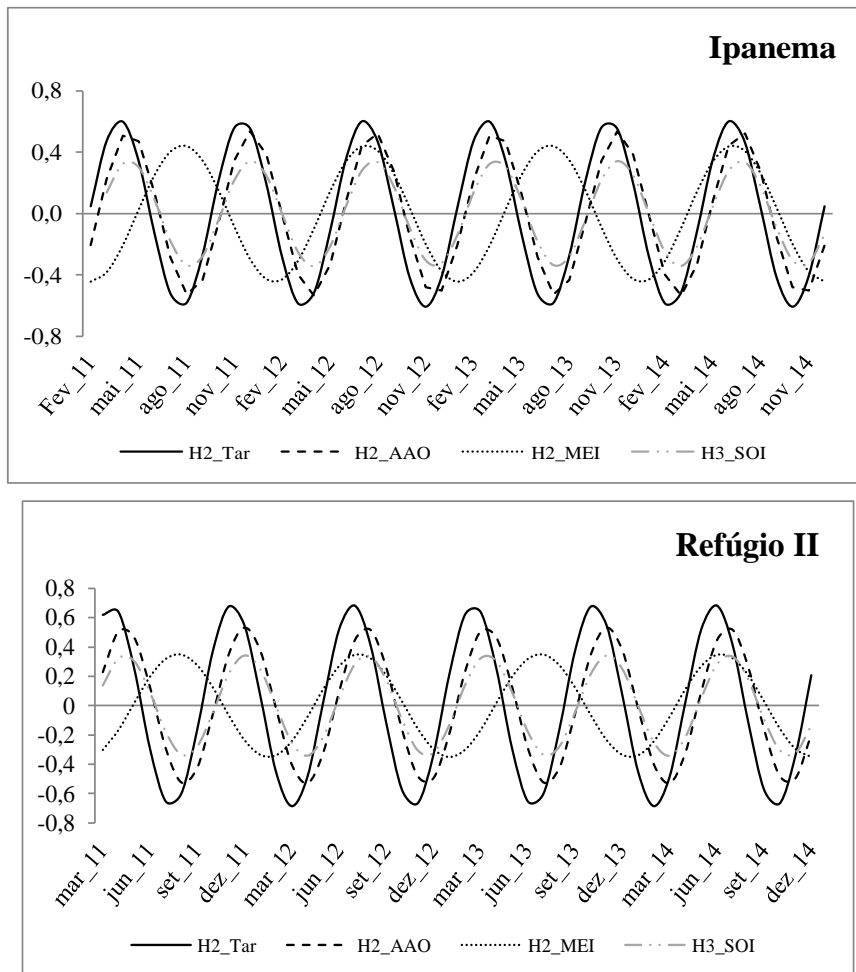 Ipanema
0,8
0,4
0,0
-0,4
-0,8
Fev_11
mai_11
ago_11
nov_11
fev_12
mai_12
ago_12
nov_12
fev_13
mai_13
ago_13
nov_13
fev_14
mai_14
ago_14
nov_14
H2_Tar
H2_AAO
H2_MEI
H3_SOI
Refúgio II
0,8
0,6
0,4
0,2
0
-0,2
-0,4
-0,6
-0,8
mar_11
jun_11
set_11
dez_11
mar_12
jun_12
set_12
dez_12
mar_13
jun_13
set_13
dez_13
mar_14
jun_14
set_14
dez_14
H2_Tar
H2_AAO
H2_MEI
H3_SOI